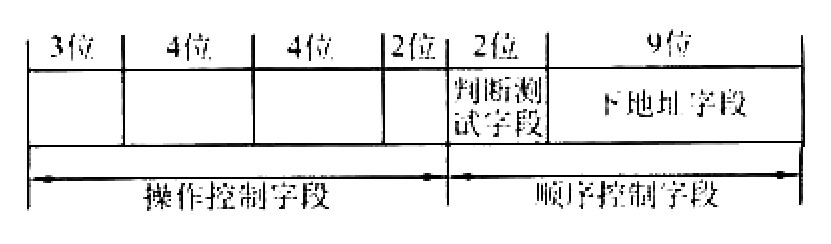 3位 4位 4位 2位 2位 9位
判断测
试字段
下地址字段
操作控制字段 顺序控制字段